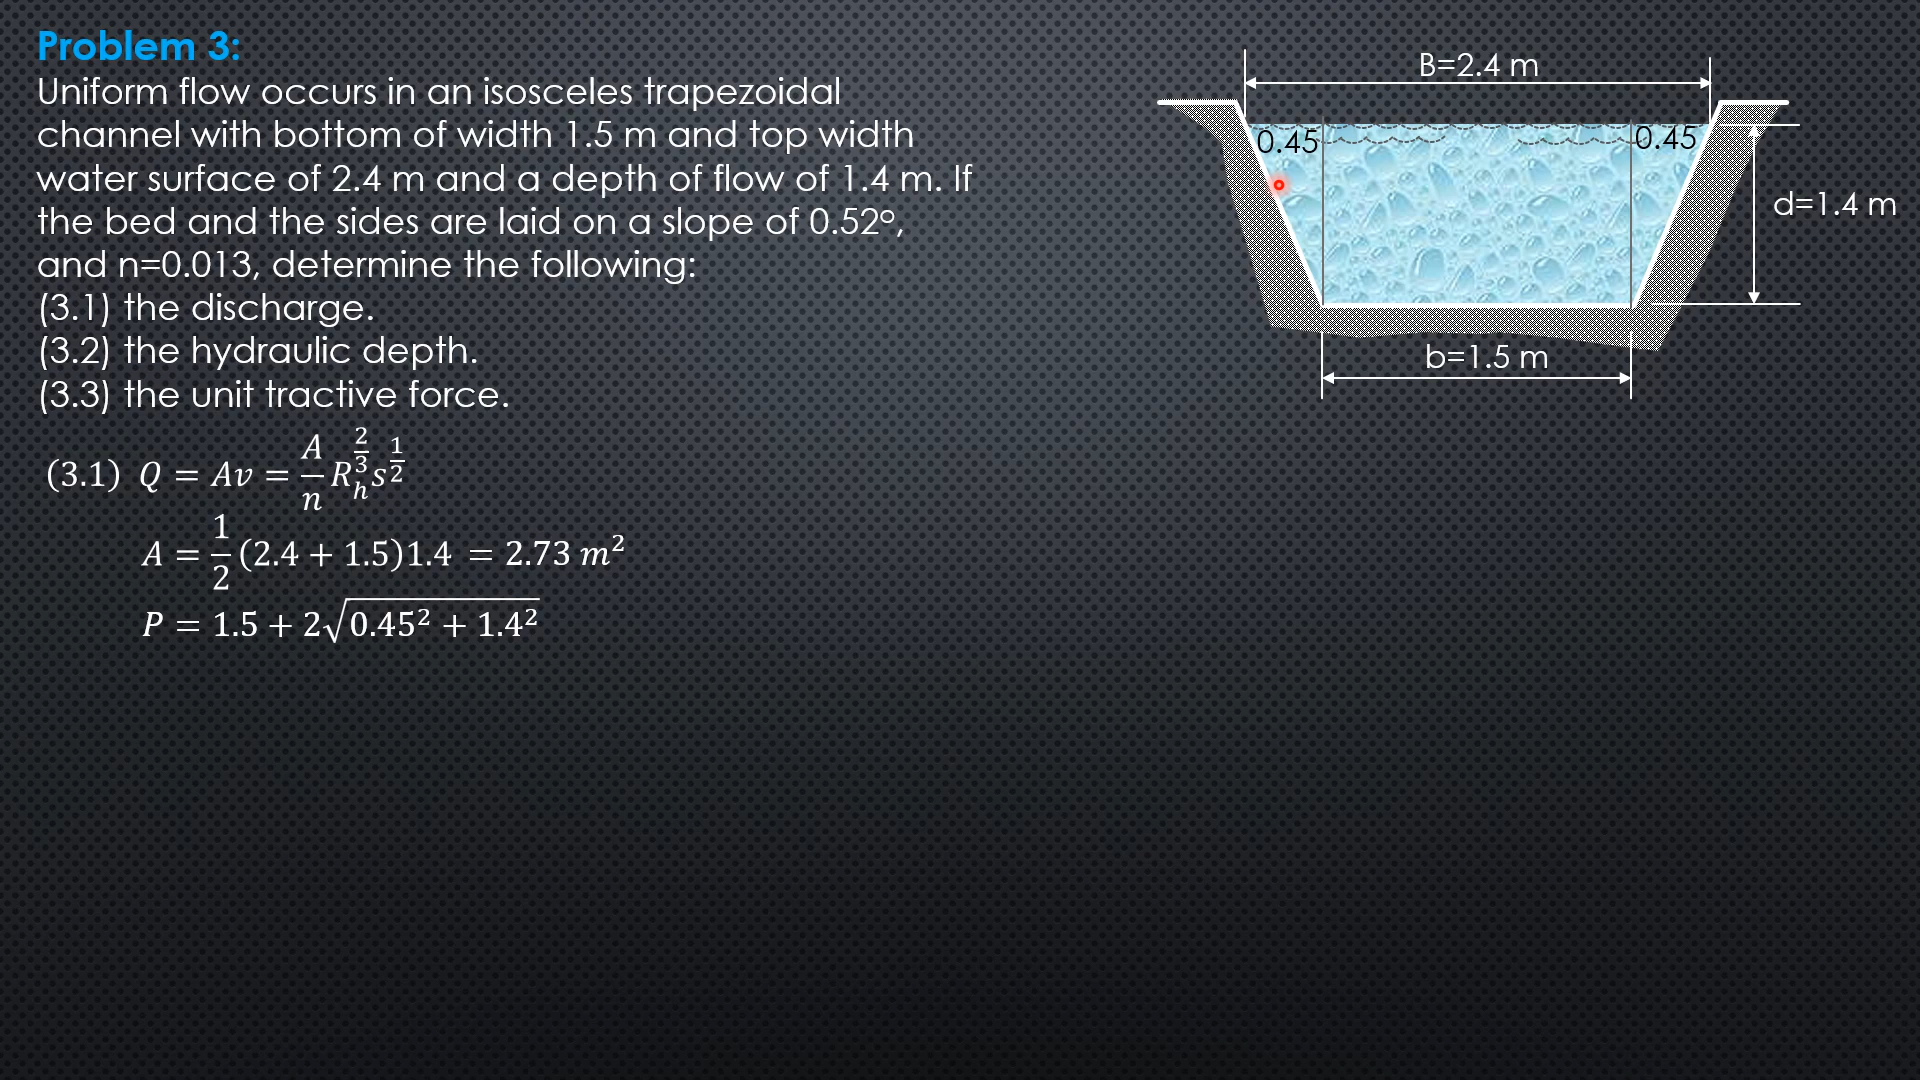 Problem 3:
Uniform flow occurs in an isosceles trapezoidal
channel with bottom of width 1.5 m and top width
water surface of 2.4 m and a depth of flow of 1.4 m. If
the bed and the sides are laid on a slope of 0.52°,
and n=0.013, determine the following:
(3.1) the discharge.
(3.2) the hydraulic depth.
(3.3) the unit tractive force.
(3.1) Q = Av = A/n R_h^(2/3) s^(1/2)
A = 1/2 (2.4 + 1.5)1.4 = 2.73 m²
P = 1.5 + 2√(0.45² + 1.4²)
B=2.4 m
0.45
0.45
d=1.4 m
b=1.5 m